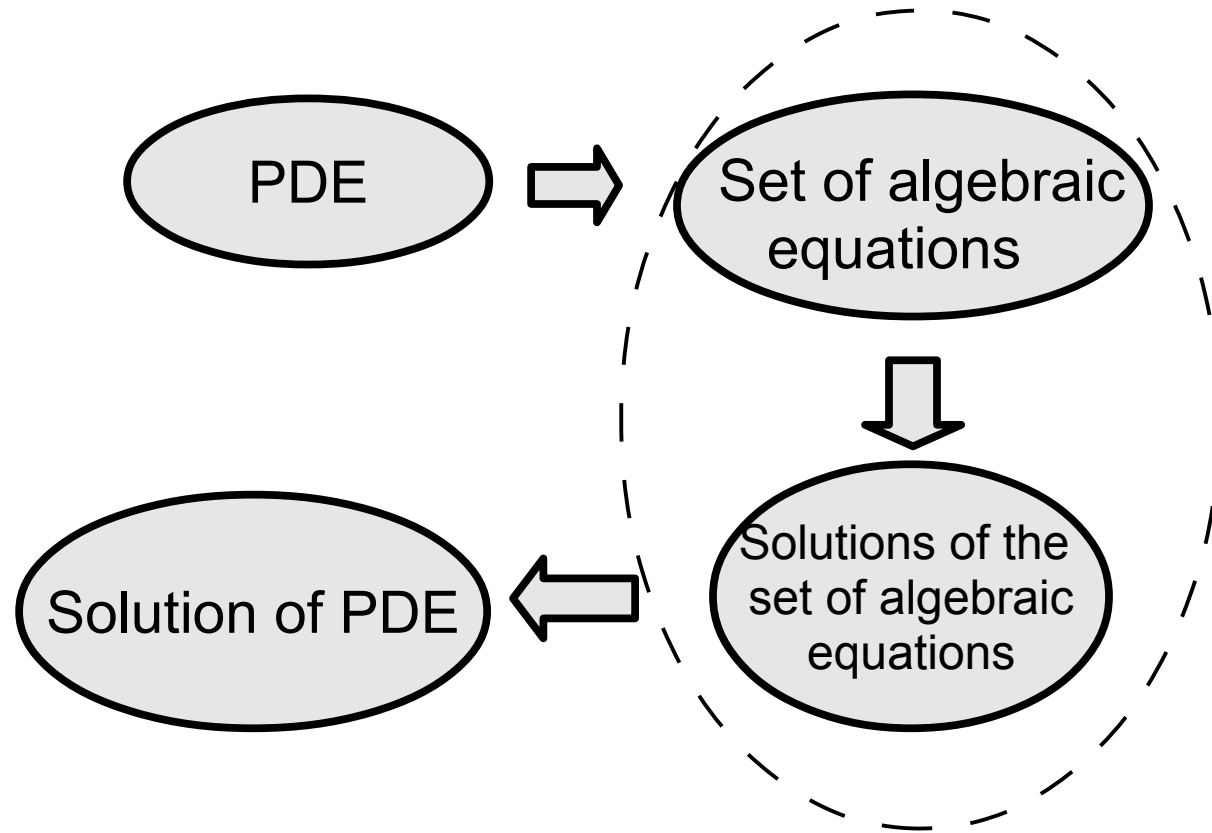 PDE
Set of algebraic
equations
Solutions of the
set of algebraic
equations
Solution of PDE